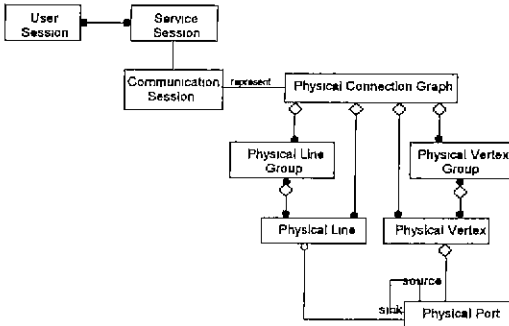 User
Session
Service
Session
Communication
Session
represent
Physical Connection Graph
Physical Line
Group
Physical Vertex
Group
Physical Line
Physical Vertex
source
sink
Physical Port